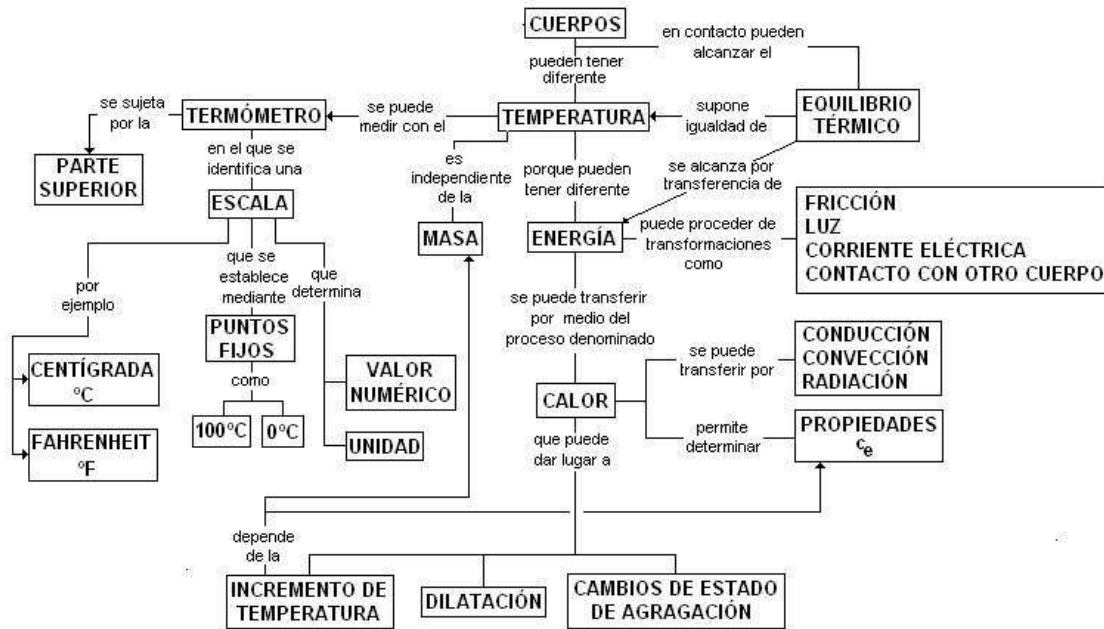 CUERPOS
en contacto pueden
alcanzar el
pueden tener
diferente
se sujeta
por la
TERMÓMETRO
se puede
medir con el
TEMPERATURA
supone
igualdad de
EQUILIBRIO
TÉRMICO
PARTE
SUPERIOR
en el que se
identifica una
es
independiente
de la
porque pueden
tener diferente
se alcanza por
transferencia de
ESCALA
MASA
ENERGÍA
puede proceder de
transformaciones
como
FRICCIÓN
LUZ
CORRIENTE ELÉCTRICA
CONTACTO CON OTRO CUERPO
por
ejemplo
que se
establece
mediante
que
determina
se puede transferir
por medio del
proceso denominado
PUNTOS
FIJOS
CENTÍGRADA
ºC
como
VALOR
NUMÉRICO
CALOR
se puede
transferir por
CONDUCCIÓN
CONVECCIÓN
RADIACIÓN
100ºC
0ºC
FAHRENHEIT
ºF
UNIDAD
que puede
dar lugar a
permite
determinar
PROPIEDADES
ce
depende
de la
INCREMENTO DE
TEMPERATURA
DILATACIÓN
CAMBIOS DE ESTADO
DE AGRAGACIÓN